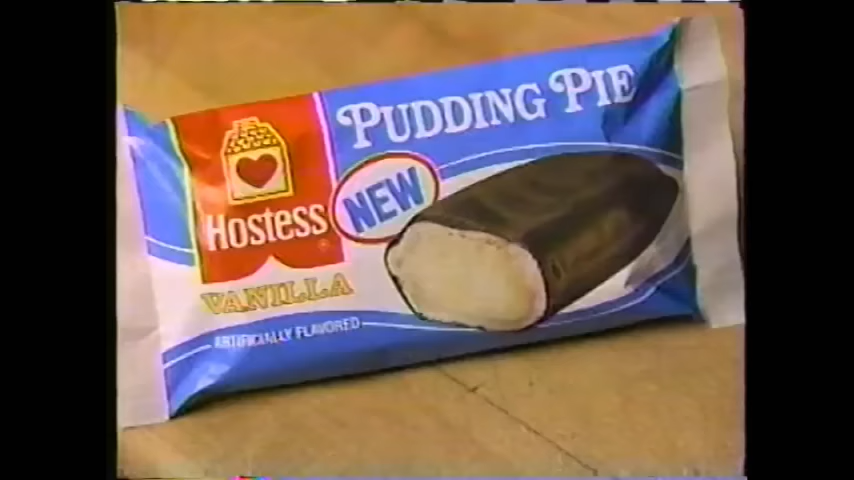 PUDDING PIE
NEW
Hostess®
VANILLA
ARTIFICIALLY FLAVORED